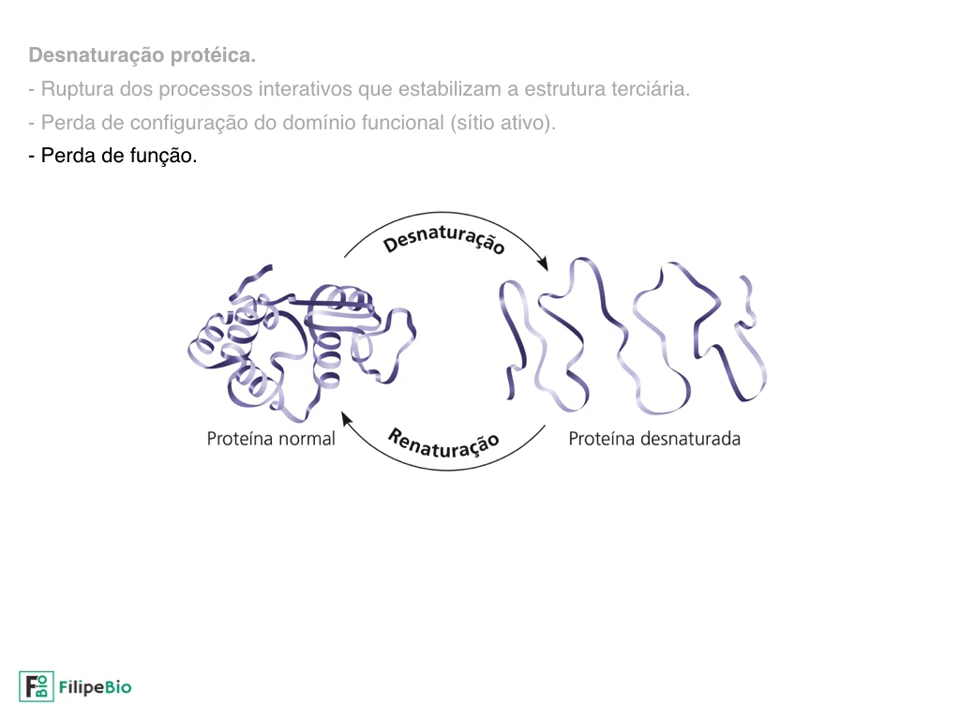 Desnaturação protéica.
- Ruptura dos processos interativos que estabilizam a estrutura terciária.
- Perda de configuração do domínio funcional (sítio ativo).
- Perda de função.
Desnaturação
Proteína normal
Renaturação
Proteína desnaturada
F BIO FilipeBio